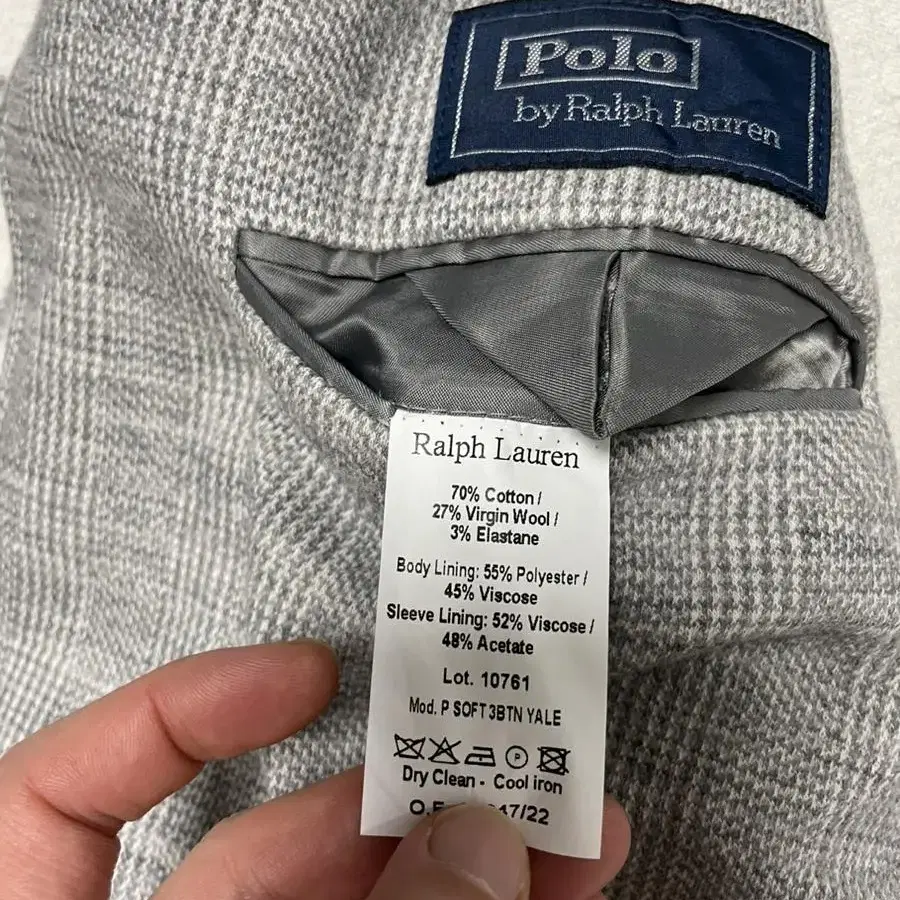 Polo
by Ralph Lauren
Ralph Lauren
70% Cotton /
27% Virgin Wool /
3% Elastane
Body Lining: 55% Polyester /
45% Viscose
Sleeve Lining: 52% Viscose /
48% Acetate
Lot. 10761
Mod. P SOFT 3BTN YALE
P
Dry Clean - Cool iron